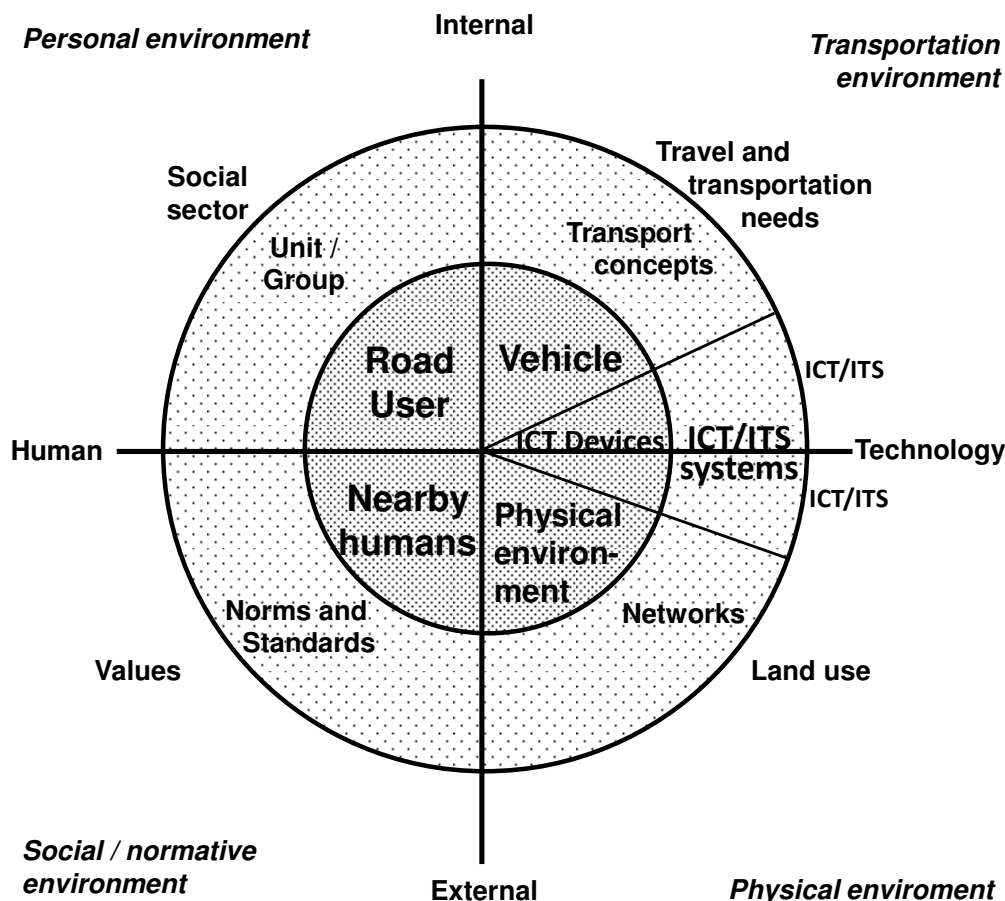 Personal environment
Internal
Transportation
environment
Social
sector
Travel and
transportation
needs
Unit /
Group
Transport
concepts
Road
User
Vehicle
ICT/ITS
Human
ICT Devices
ICT/ITS
systems
Technology
ICT/ITS
Nearby
humans
Physical
environ-
ment
Norms and
Standards
Networks
Values
Land use
Social / normative
environment
External
Physical enviroment